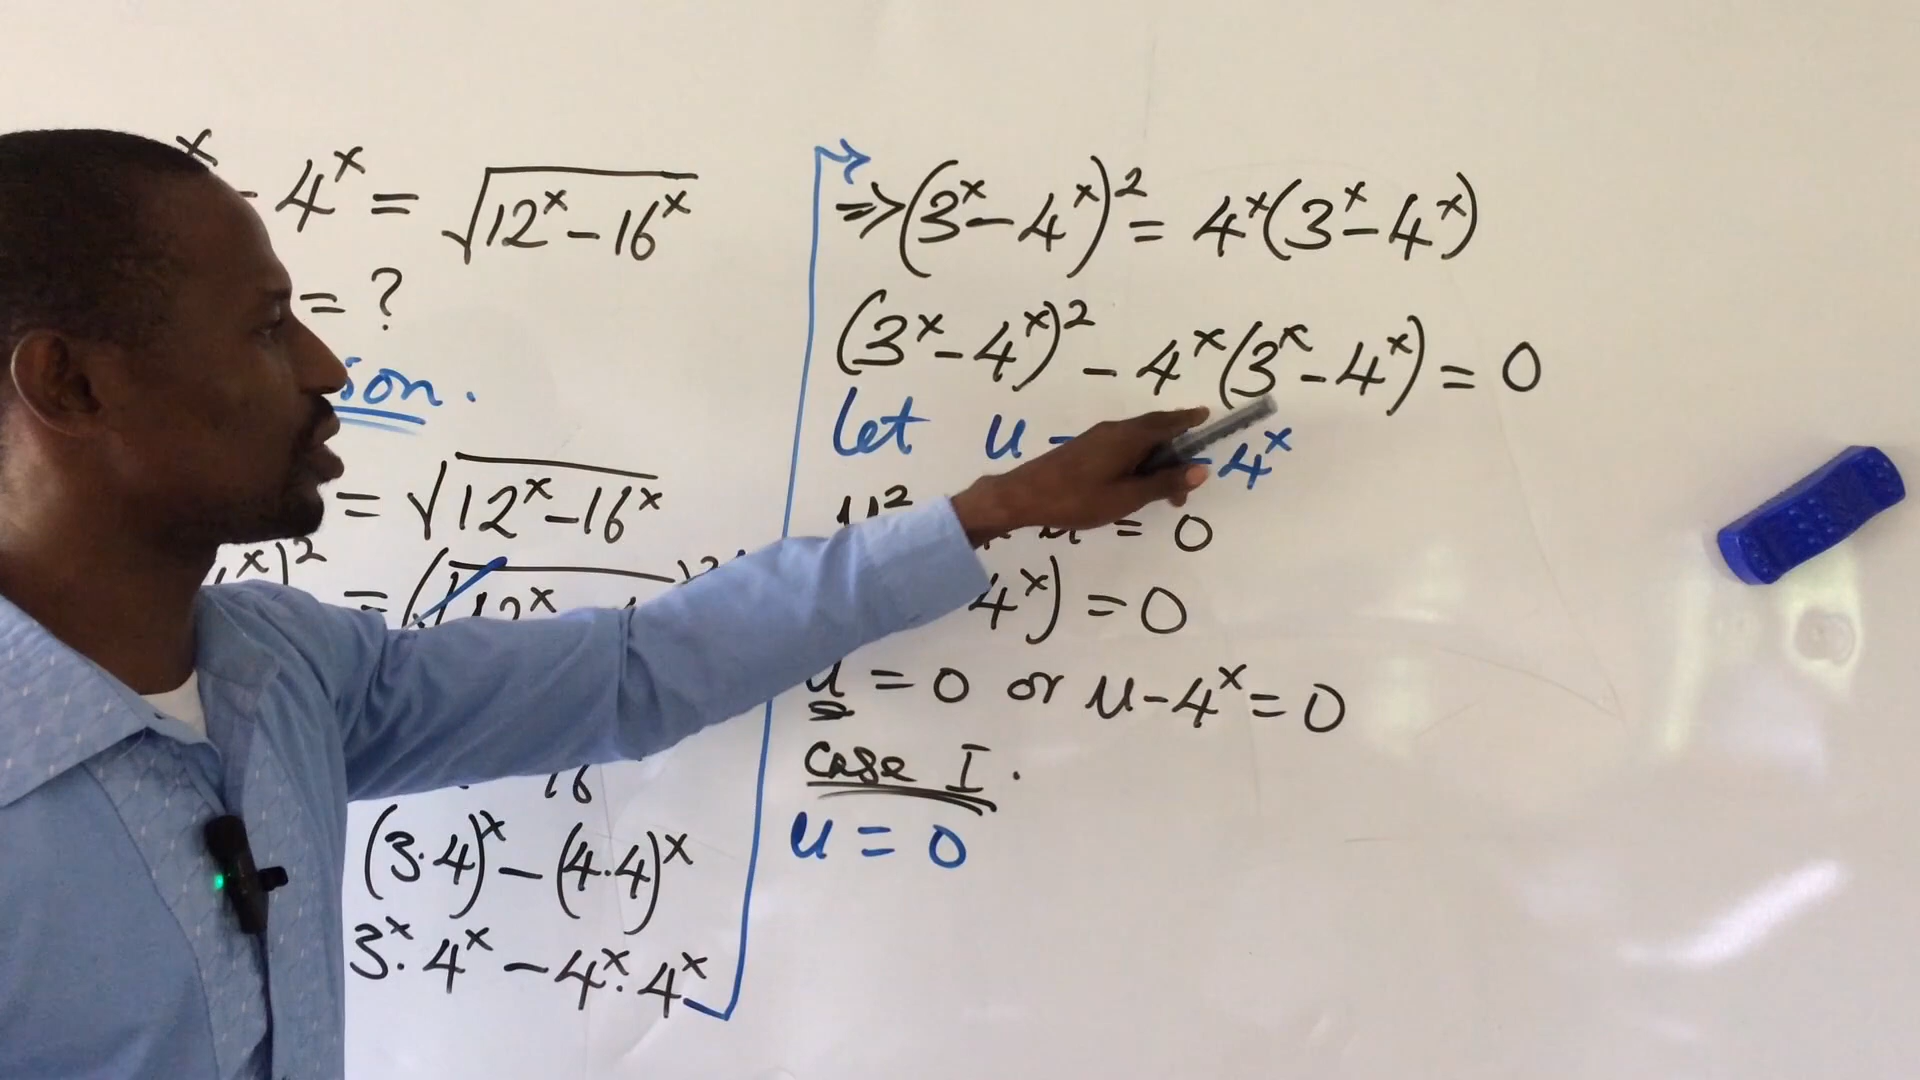 x - 4^x = √(12^x - 16^x)
= ?
ion.
= √(12^x - 16^x)
^x)^2 = (√12^x
16
(3·4)^x - (4·4)^x
3^x · 4^x - 4^x · 4^x
⇒ (3^x - 4^x)^2 = 4^x(3^x - 4^x)
(3^x - 4^x)^2 - 4^x(3^x - 4^x) = 0
let u - 4^x
u^2 u = 0
4^x) = 0
u = 0 or u - 4^x = 0
Case I.
u = 0